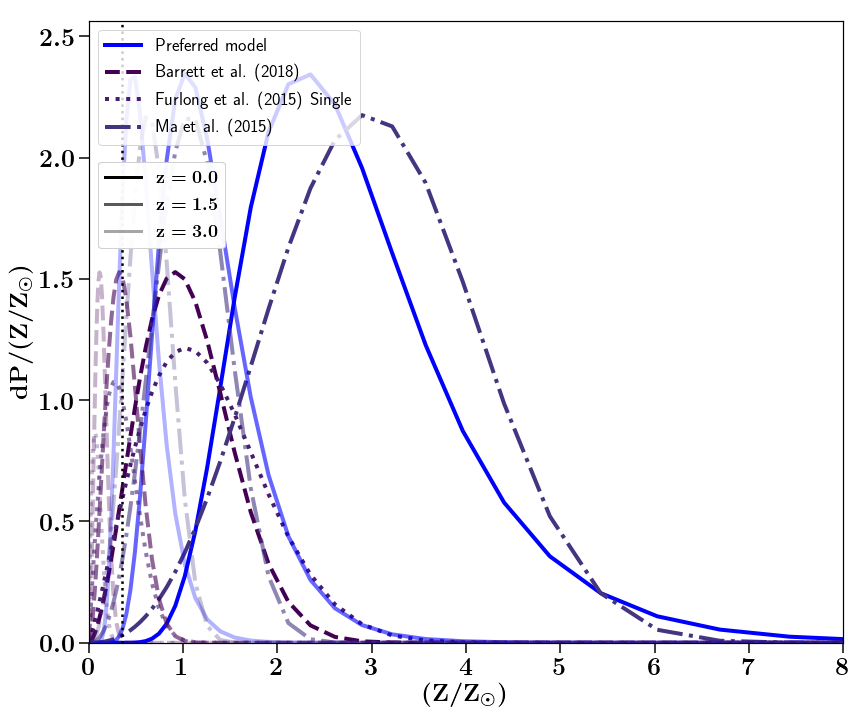 2.5
2.0
1.5
1.0
0.5
0.0
dP/(Z/Z☉)
Preferred model
Barrett et al. (2018)
Furlong et al. (2015) Single
Ma et al. (2015)
z = 0.0
z = 1.5
z = 3.0
0 1 2 3 4 5 6 7 8
(Z/Z☉)